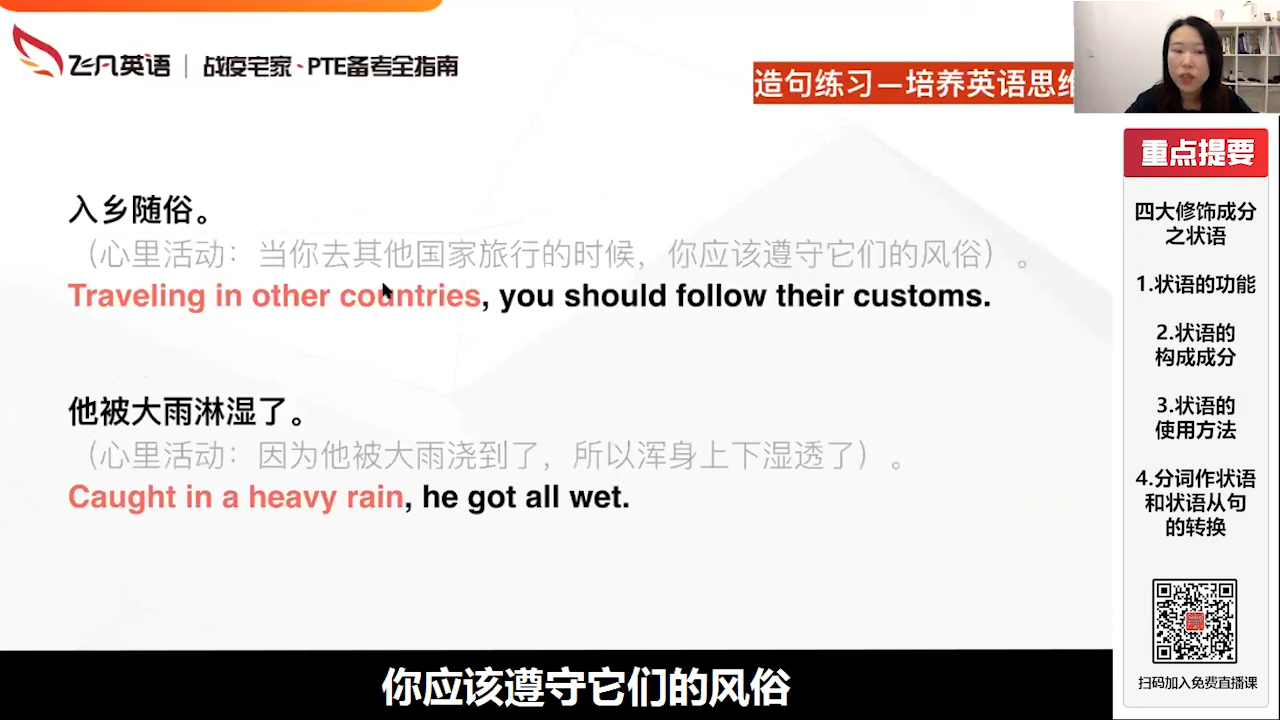 飞凡英语 | 战疫宅家、PTE备考全指南
造句练习—培养英语思维
入乡随俗。
（心里活动：当你去其他国家旅行的时候，你应该遵守它们的风俗）。
Traveling in other countries, you should follow their customs.
他被大雨淋湿了。
（心里活动：因为他被大雨浇到了，所以浑身上下湿透了）。
Caught in a heavy rain, he got all wet.
你应该遵守它们的风俗
重点提要
四大修饰成分
之状语
1.状语的功能
2.状语的
构成成分
3.状语的
使用方法
4.分词作状语
和状语从句
的转换
扫码加入免费直播课